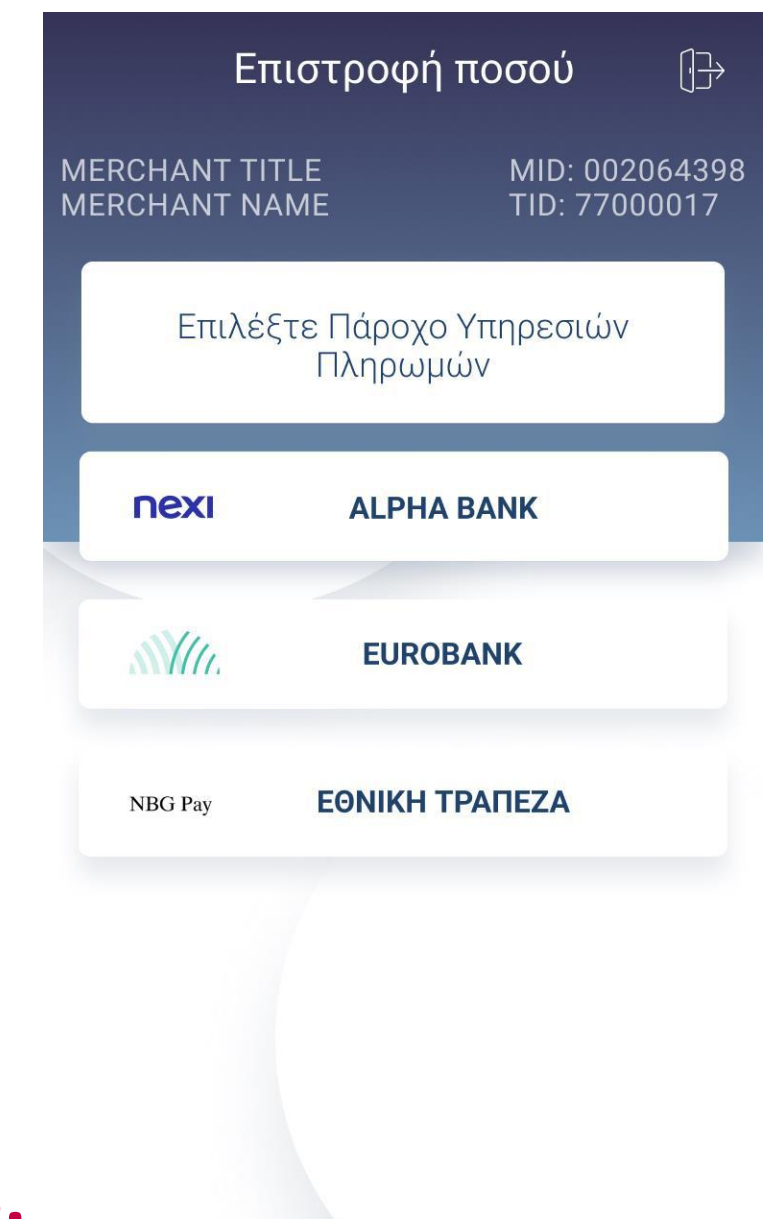 Επιστροφή ποσού
MERCHANT TITLE MID: 002064398
MERCHANT NAME TID: 77000017
Επιλέξτε Πάροχο Υπηρεσιών
Πληρωμών
nexi ALPHA BANK
EUROBANK
NBG Pay ΕΘΝΙΚΗ ΤΡΑΠΕΖΑ